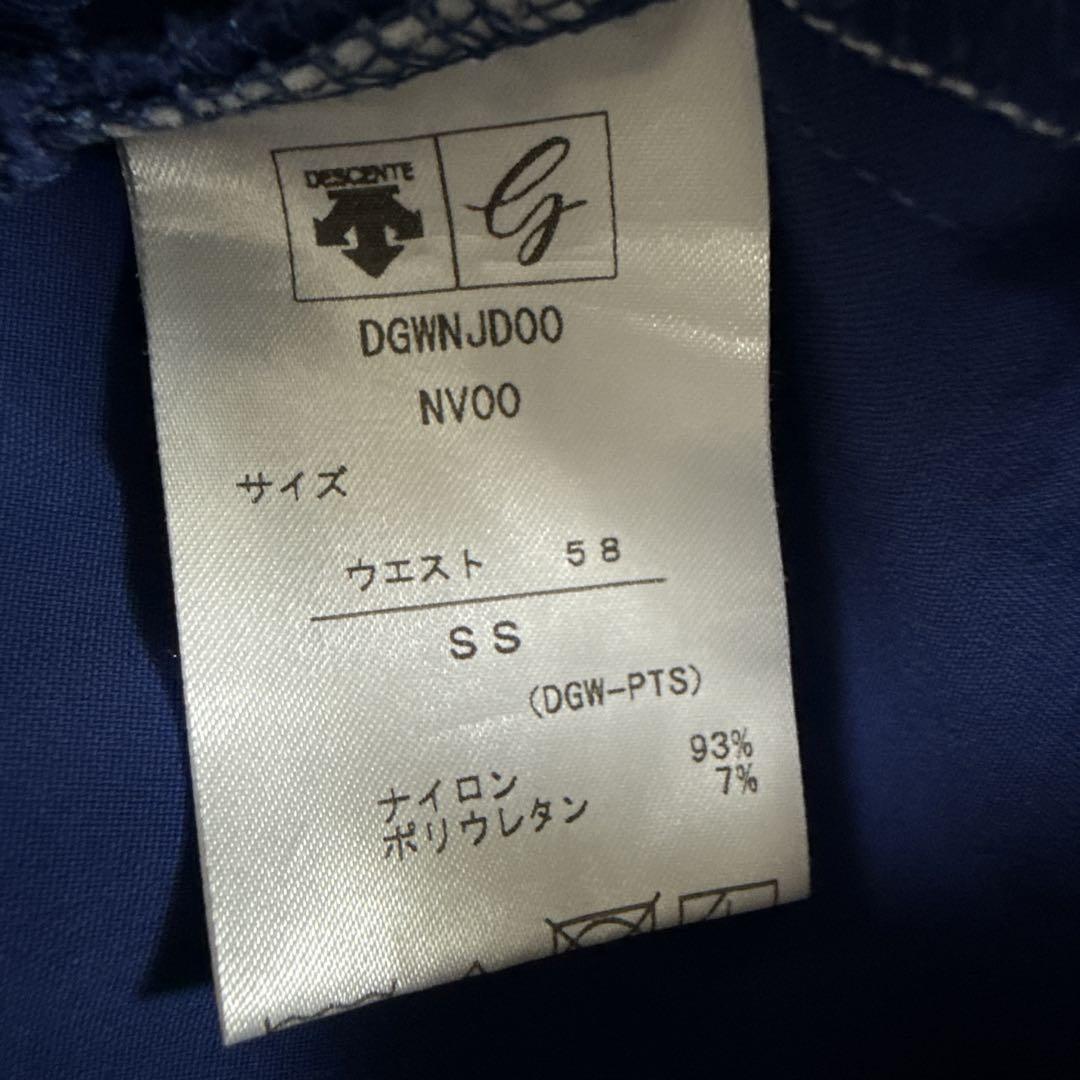 DESCENTE G
DGWNJD00
NV00
サイズ
ウエスト 58
SS
(DGW-PTS)
ナイロン 93%
ポリウレタン 7%